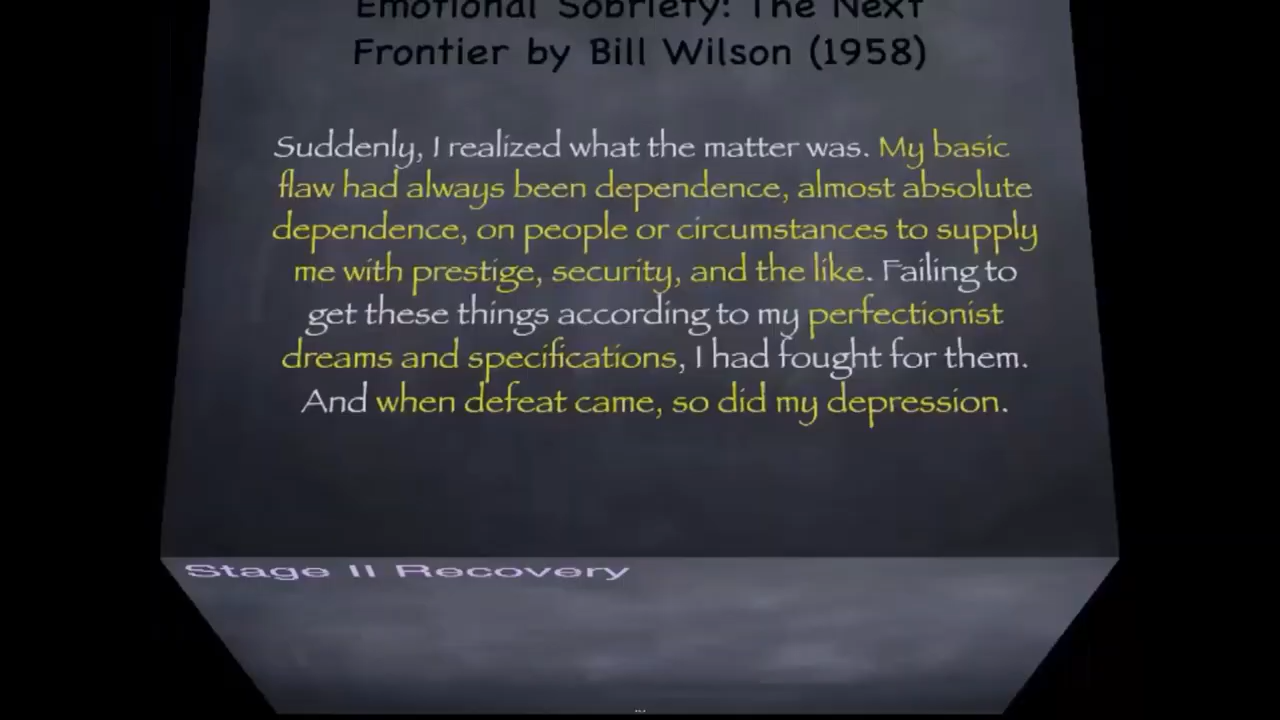 Emotional Sobriety: The Next
Frontier by Bill Wilson (1958)
Suddenly, I realized what the matter was. My basic
flaw had always been dependence, almost absolute
dependence, on people or circumstances to supply
me with prestige, security, and the like. Failing to
get these things according to my perfectionist
dreams and specifications, I had fought for them.
And when defeat came, so did my depression.
Stage II Recovery